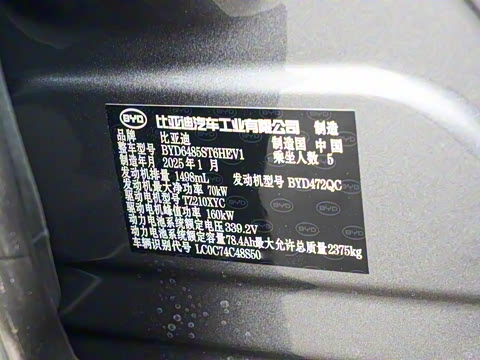 BYD 比亚迪汽车工业有限公司 制造
品牌 比亚迪 制造国 中国
整车型号 BYD6485ST6HEV1 乘坐人数 5
制造年月 2025年1月
发动机排量 1498mL 发动机型号 BYD472QC
发动机最大净功率 70kW
驱动电机型号 TZ210XYC
驱动电机峰值功率 160kW
动力电池系统额定电压 339.2V
动力电池系统额定容量 78.4Ah 最大允许总质量 2375kg
车辆识别代号 LC0C74C48S50